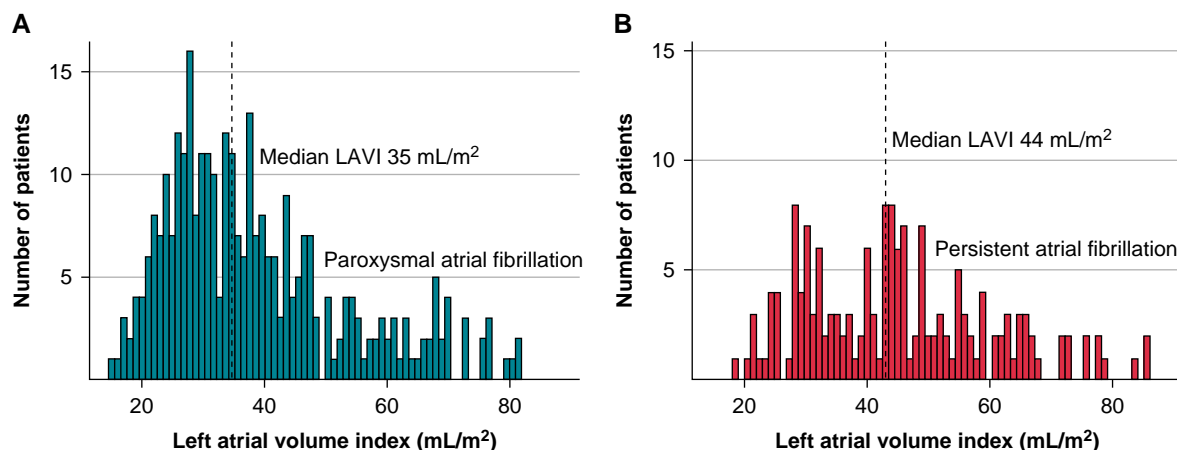 A
Number of patients
15
10
5
Median LAVI 35 mL/m²
Paroxysmal atrial fibrillation
20 40 60 80
Left atrial volume index (mL/m²)
B
Number of patients
15
10
5
Median LAVI 44 mL/m²
Persistent atrial fibrillation
20 40 60 80
Left atrial volume index (mL/m²)